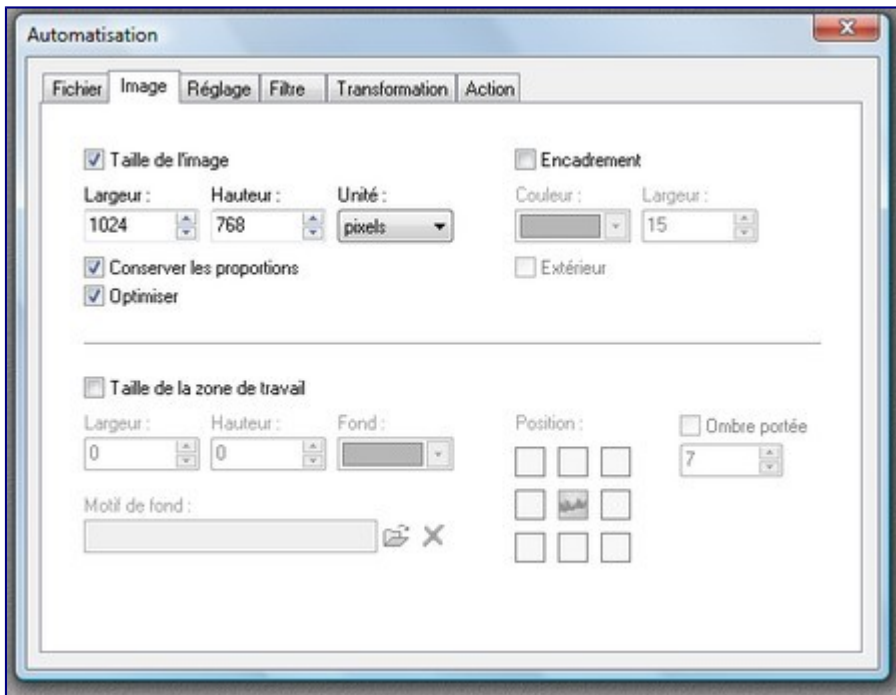 Automatisation
Fichier Image Réglage Filtre Transformation Action
Taille de l'image Encadrement
Largeur : Hauteur : Unité : Couleur : Largeur :
1024 768 pixels 15
Conserver les proportions Extérieur
Optimiser
Taille de la zone de travail
Largeur : Hauteur : Fond : Position : Ombre portée
0 0 7
Motif de fond :